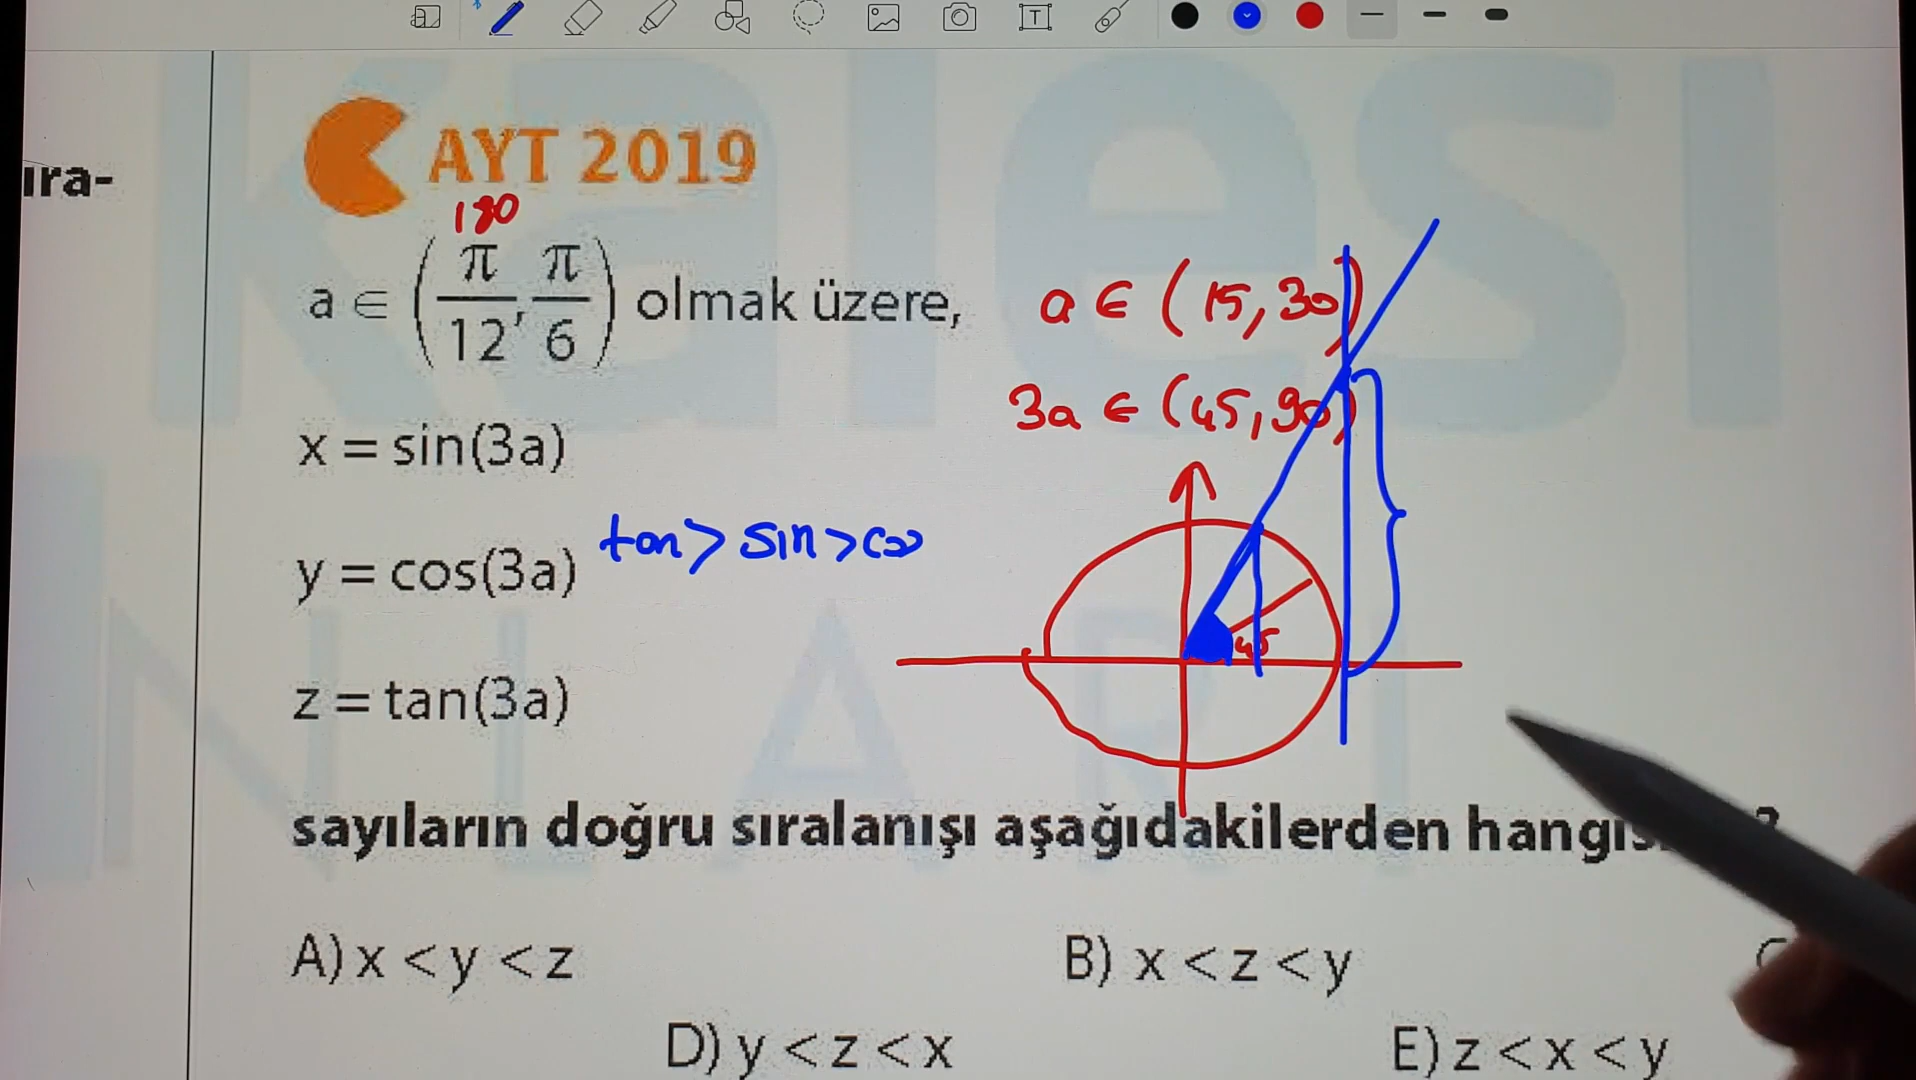 ıra-
AYT 2019
180
a ∈ (π/12, π/6) olmak üzere,
a ∈ (15, 30)
3a ∈ (45, 90)
x = sin(3a)
y = cos(3a)
tan > sin > cos
45
z = tan(3a)
sayıların doğru sıralanışı aşağıdakilerden
A) x < y < z
B) x < z < y
D) y < z < x
E) z < x < y
kalesi
T